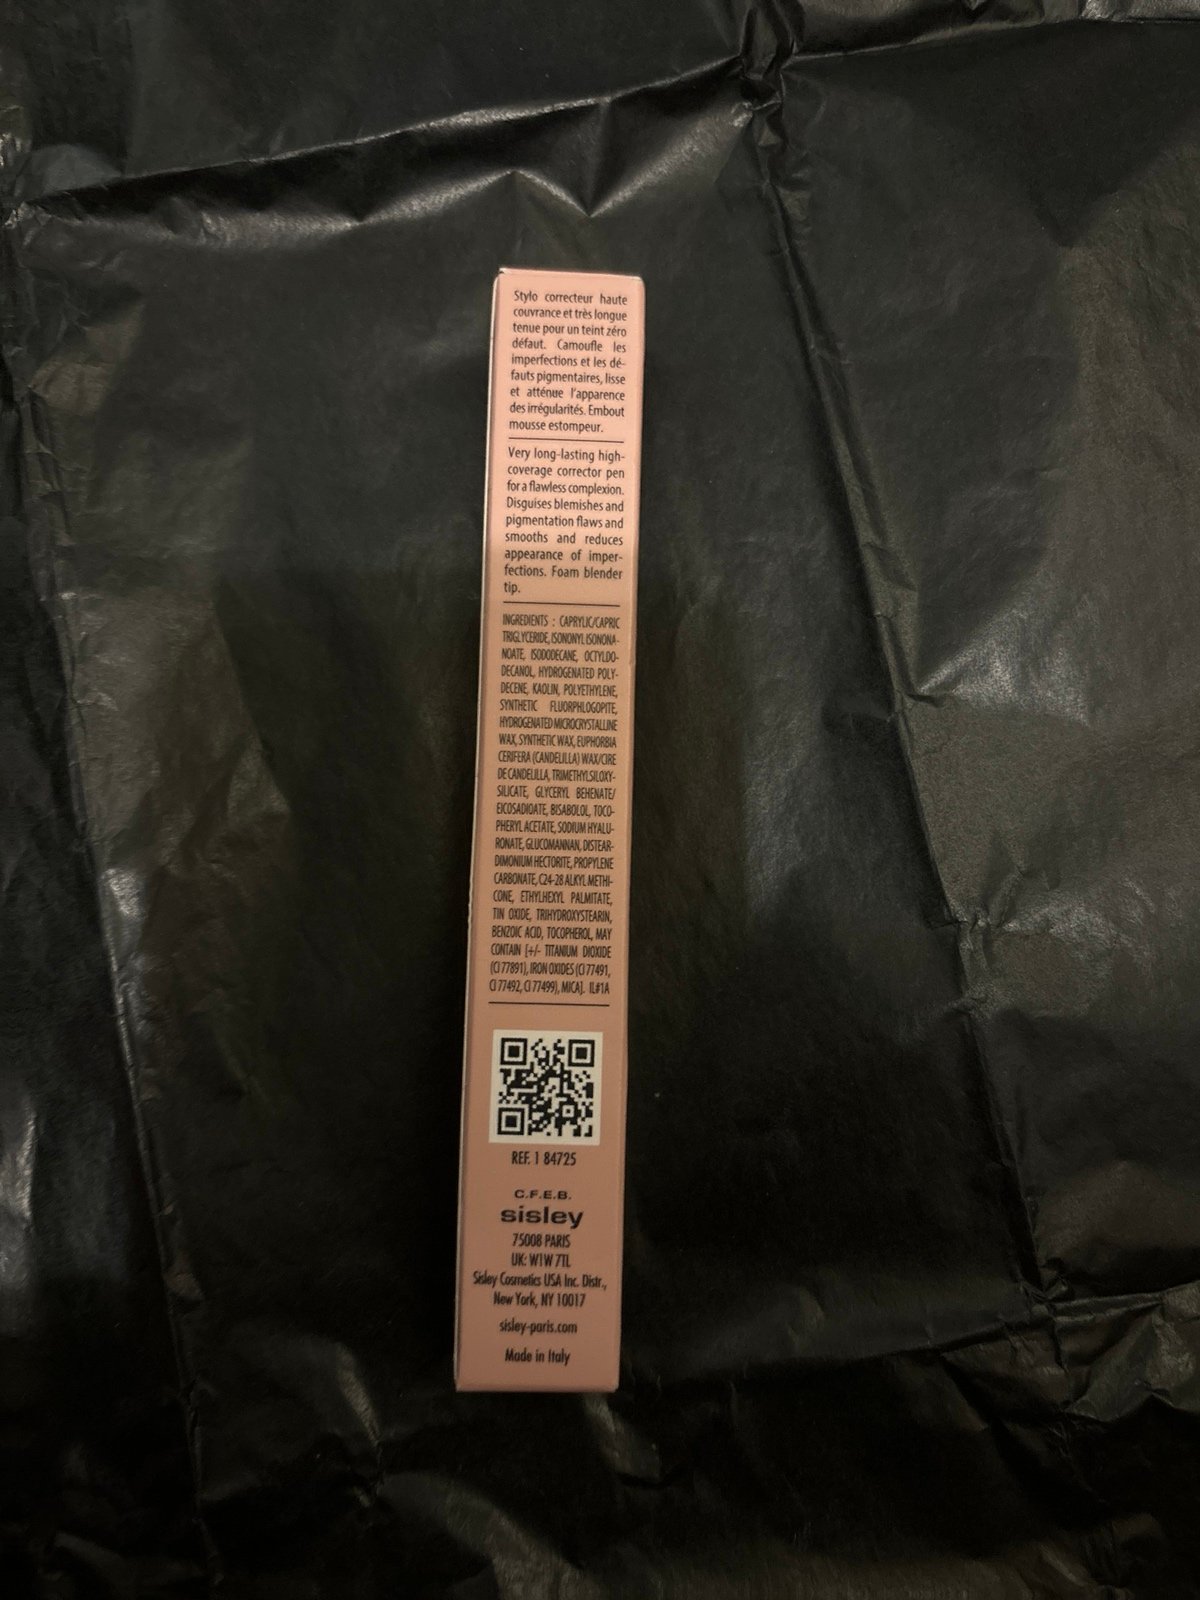 Stylo correcteur haute
couvrance et très longue
tenue pour un teint zéro
défaut. Camoufle les
imperfections et les dé-
fauts pigmentaires, lisse
et atténue l'apparence
des irrégularités. Embout
mousse estompeur.
Very long-lasting high-
coverage corrector pen
for a flawless complexion.
Disguises blemishes and
pigmentation flaws and
smooths and reduces
appearance of imper-
fections. Foam blender
tip.
INGREDIENTS : CAPRYLIC/CAPRIC
TRIGLYCERIDE, ISONONYL ISONONA-
NOATE, ISODODECANE, OCTYLDO-
DECANOL, HYDROGENATED POLY-
DECENE, KAOLIN, POLYETHYLENE,
SYNTHETIC FLUORPHLOGOPITE,
HYDROGENATED MICROCRYSTALLINE
WAX, SYNTHETIC WAX, EUPHORBIA
CERIFERA (CANDELILLA) WAX/CIRE
DE CANDELILLA, TRIMETHYLSILOXY-
SILICATE, GLYCERYL BEHENATE/
EICOSADIOATE, BISABOLOL, TOCO-
PHERYL ACETATE, SODIUM HYALU-
RONATE, GLUCOMANNAN, DISTEAR-
DIMONIUM HECTORITE, PROPYLENE
CARBONATE, C24-28 ALKYL METHI-
CONE, ETHYLHEXYL PALMITATE,
TIN OXIDE, TRIHYDROXYSTEARIN,
BENZOIC ACID, TOCOPHEROL, MAY
CONTAIN [+/- TITANIUM DIOXIDE
(CI 77891), IRON OXIDES (CI 77491,
CI 77492, CI 77499), MICA]. IL#1A
REF. 1 84725
C.F.E.B.
sisley
75008 PARIS
UK: W1W 7TL
Sisley Cosmetics USA Inc. Distr.,
New York, NY 10017
sisley-paris.com
Made in Italy